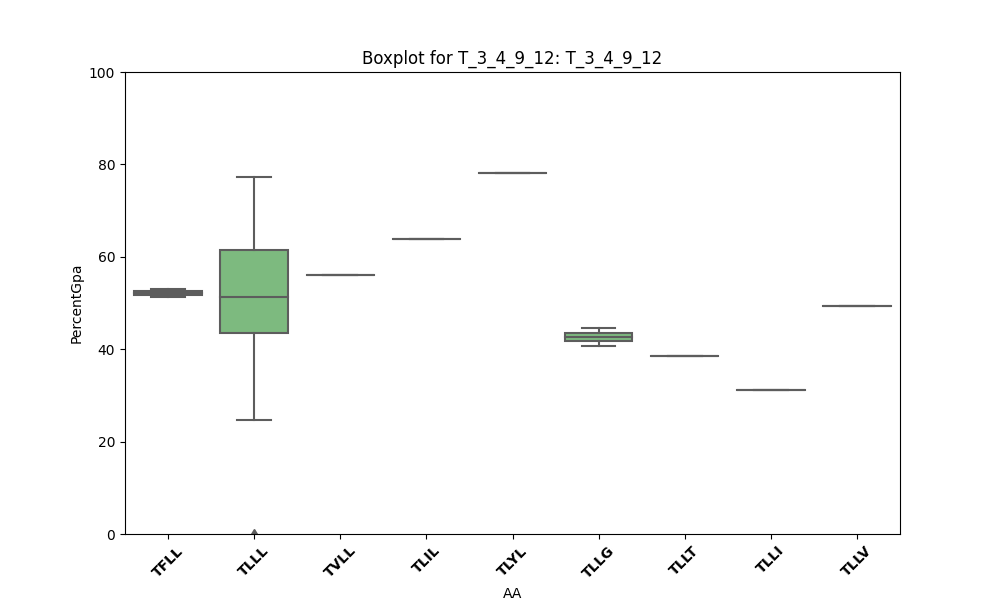 Boxplot for T_3_4_9_12: T_3_4_9_12
100
80
60
40
20
0
PercentGpa
TFLL
TLLL
TVLL
TLIL
TLYL
TLLG
TLLT
TLLI
TLLV
AA